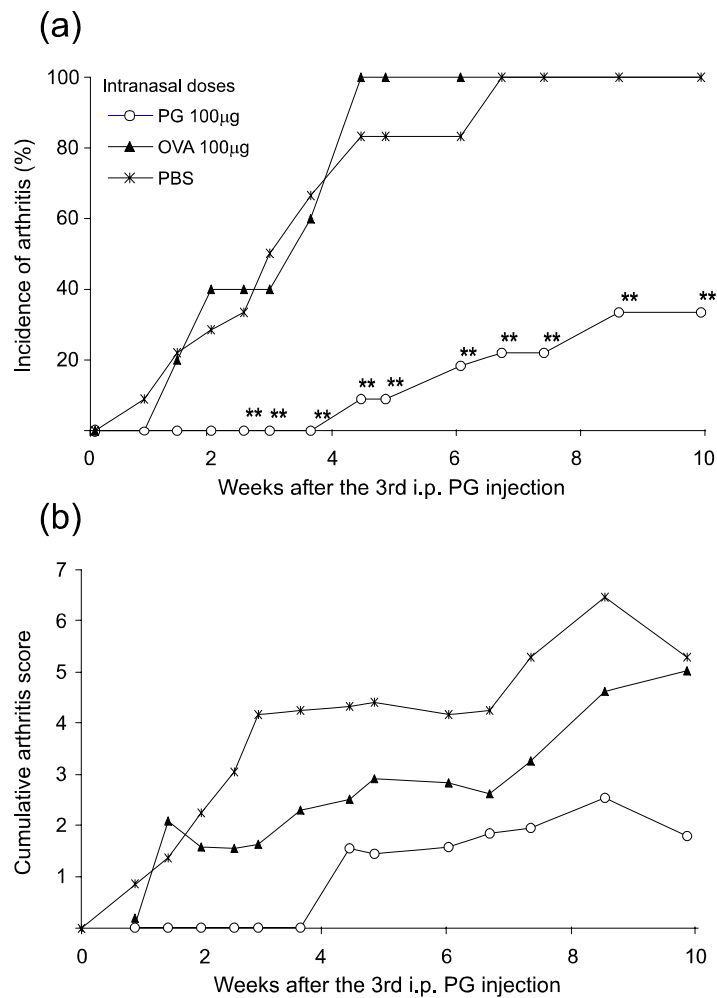 (a)
Intranasal doses
PG 100µg
OVA 100µg
PBS
Incidence of arthritis (%)
100
80
60
40
20
** ** ** ** ** ** ** ** ** **
0 2 4 6 8 10
Weeks after the 3rd i.p. PG injection
(b)
Cumulative arthritis score
7
6
5
4
3
2
1
0 2 4 6 8 10
Weeks after the 3rd i.p. PG injection